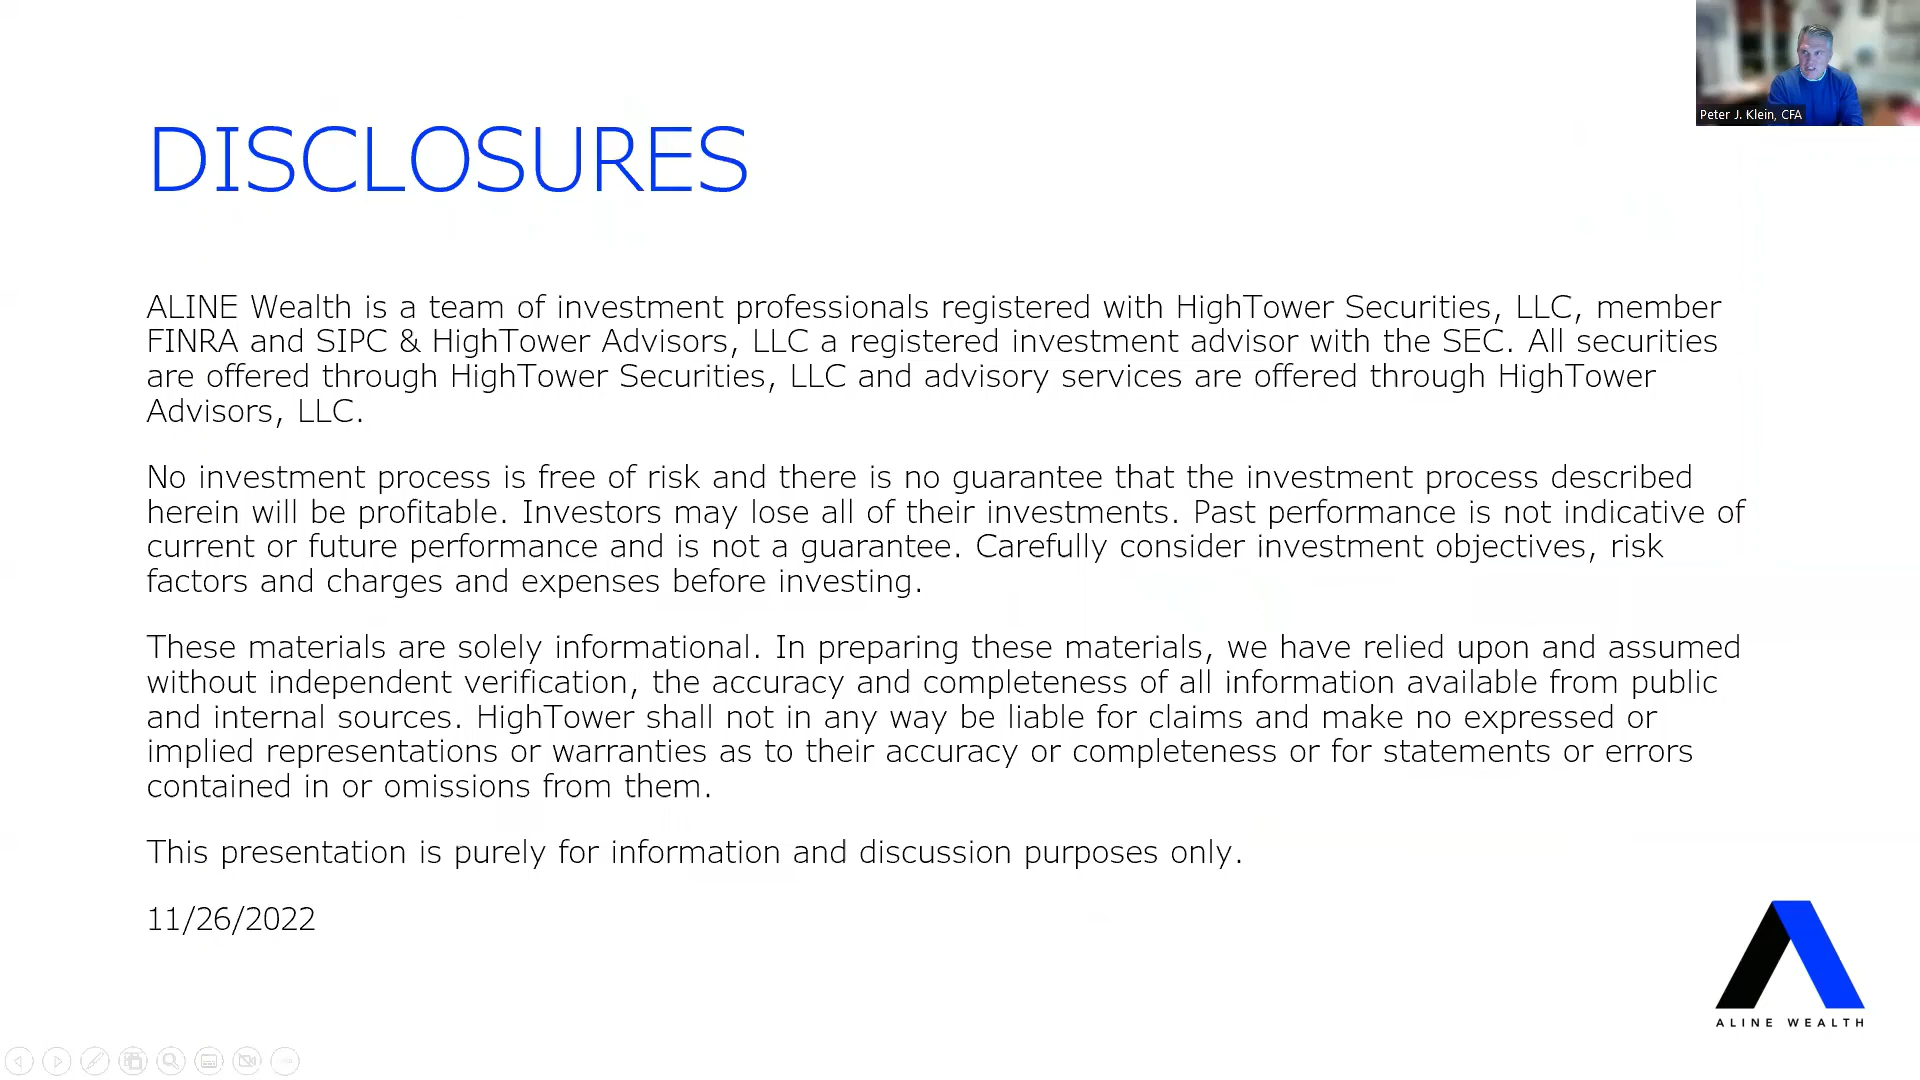 Peter J. Klein, CFA
DISCLOSURES
ALINE Wealth is a team of investment professionals registered with HighTower Securities, LLC, member
FINRA and SIPC & HighTower Advisors, LLC a registered investment advisor with the SEC. All securities
are offered through HighTower Securities, LLC and advisory services are offered through HighTower
Advisors, LLC.
No investment process is free of risk and there is no guarantee that the investment process described
herein will be profitable. Investors may lose all of their investments. Past performance is not indicative of
current or future performance and is not a guarantee. Carefully consider investment objectives, risk
factors and charges and expenses before investing.
These materials are solely informational. In preparing these materials, we have relied upon and assumed
without independent verification, the accuracy and completeness of all information available from public
and internal sources. HighTower shall not in any way be liable for claims and make no expressed or
implied representations or warranties as to their accuracy or completeness or for statements or errors
contained in or omissions from them.
This presentation is purely for information and discussion purposes only.
11/26/2022
ALINE WEALTH